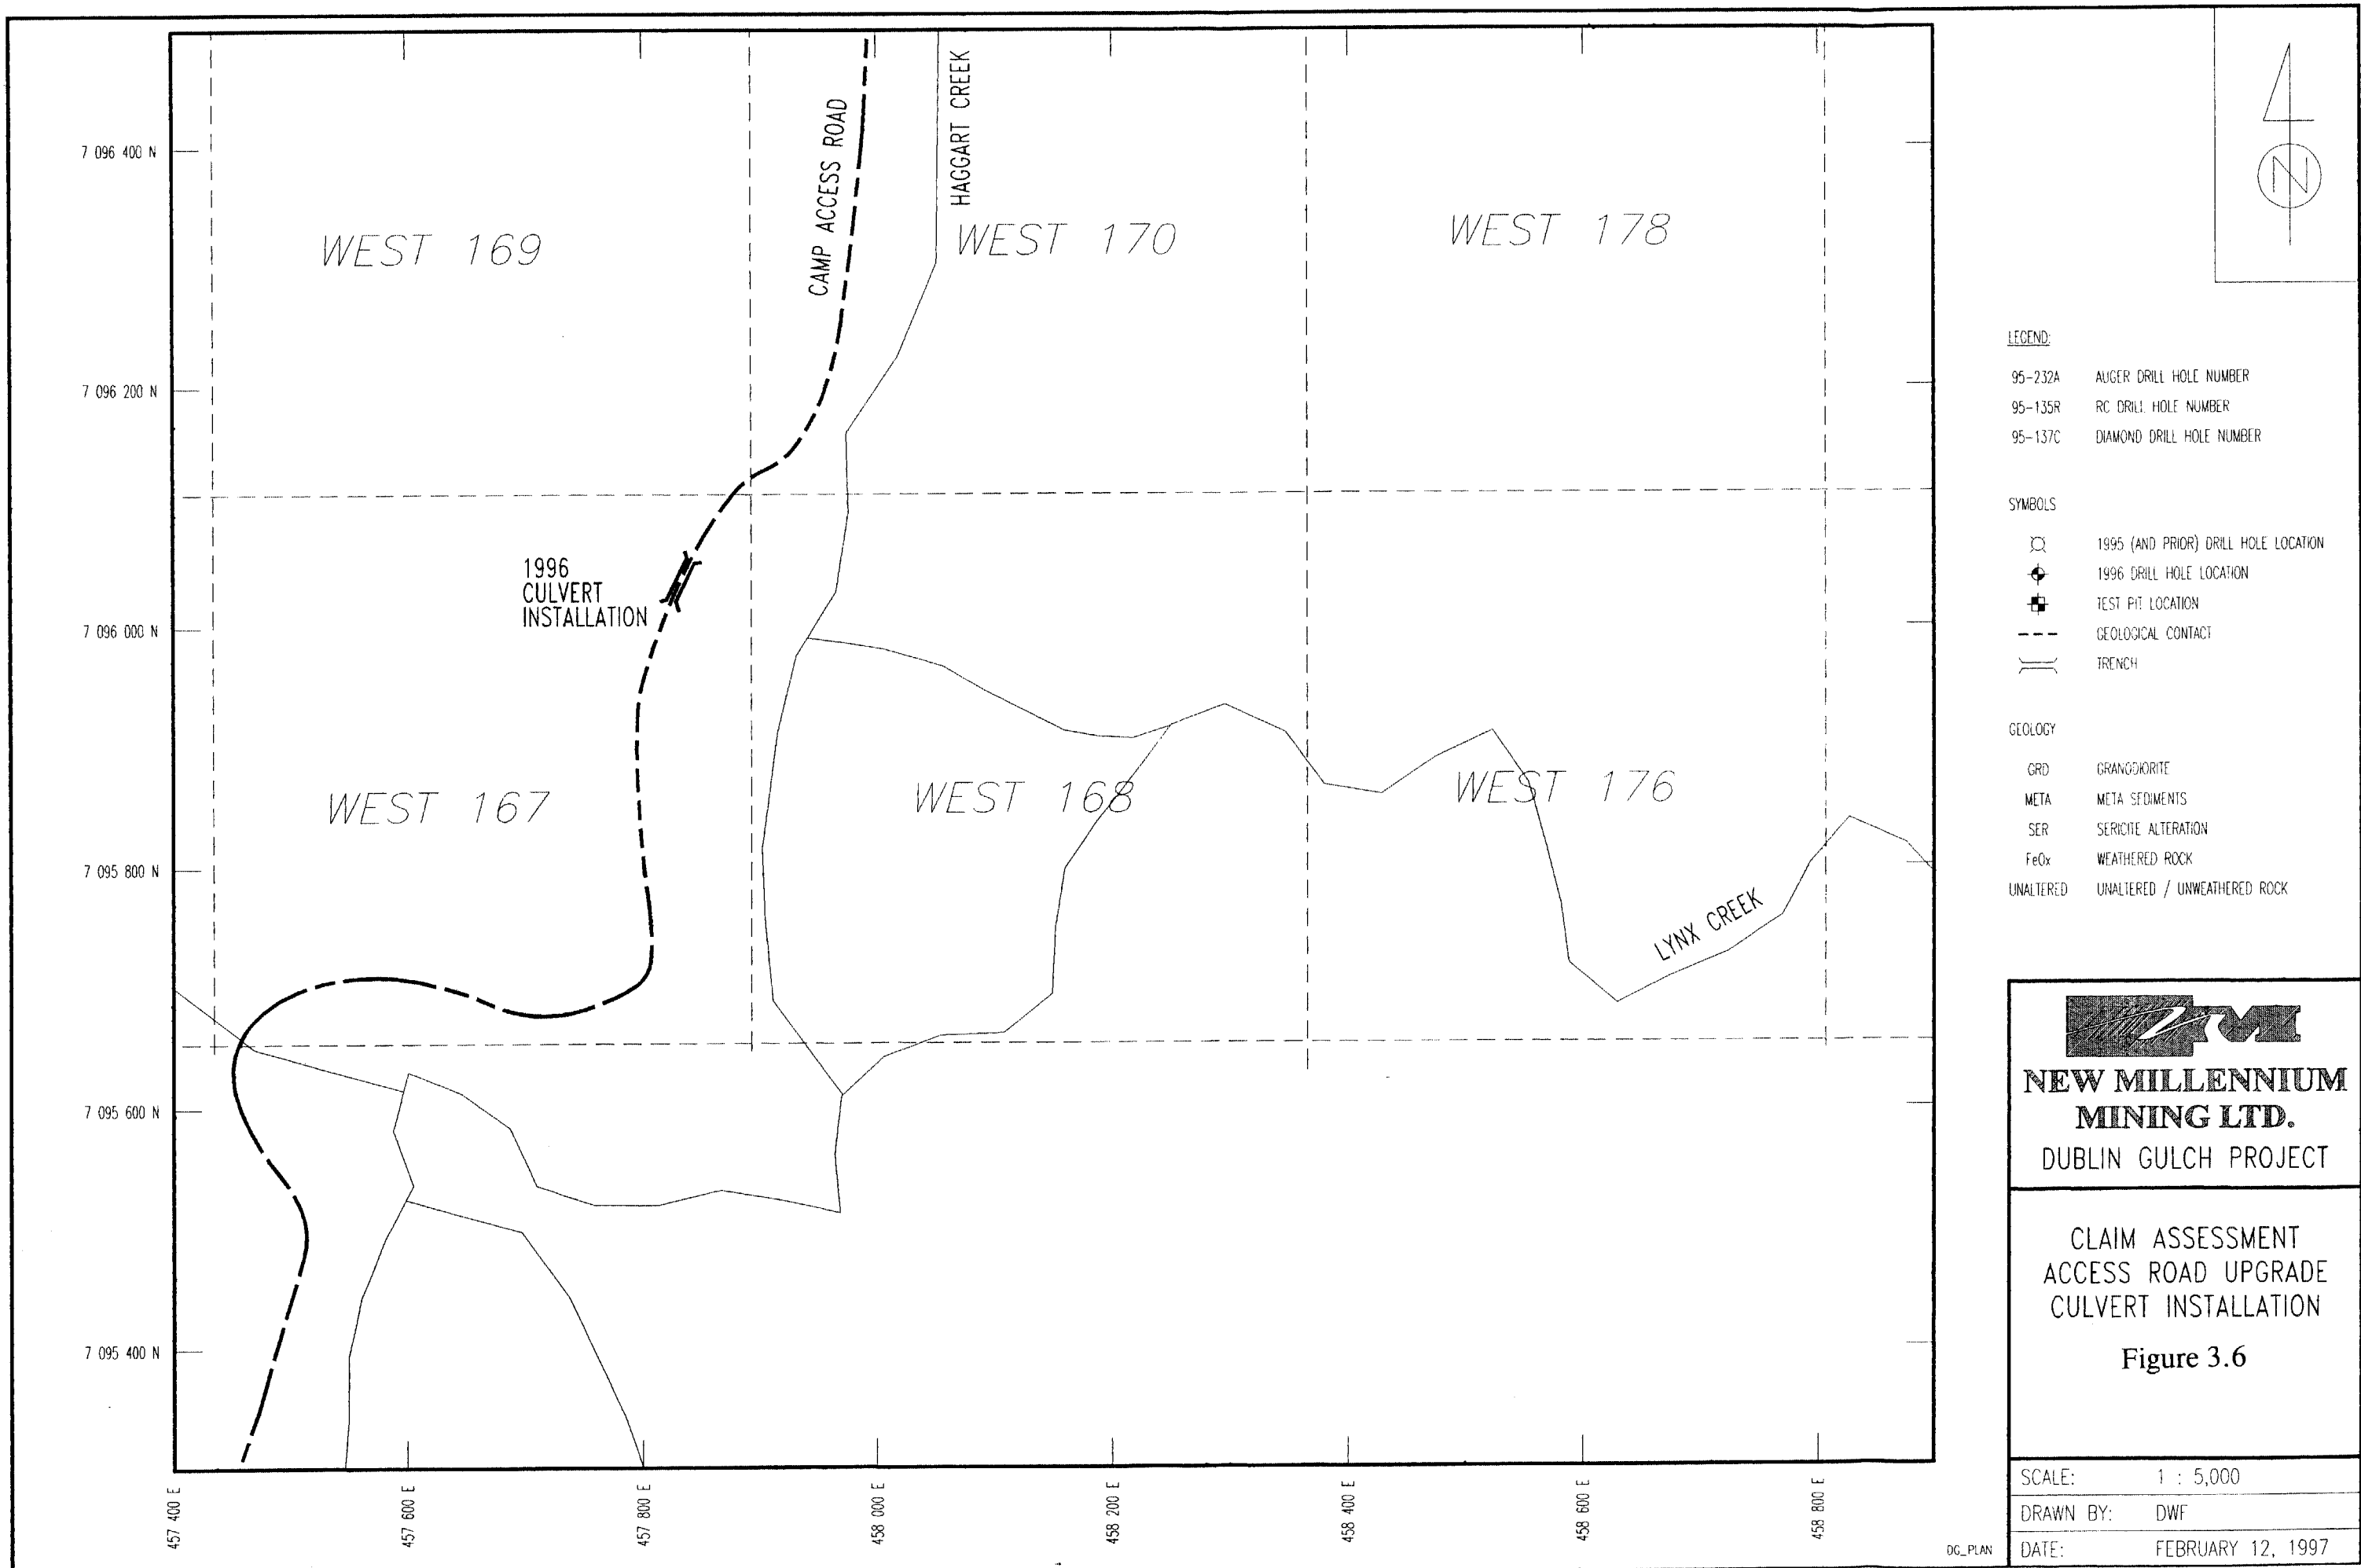 7 096 400 N
7 096 200 N
7 096 000 N
7 095 800 N
7 095 600 N
7 095 400 N
457 400 E
457 600 E
457 800 E
458 000 E
458 200 E
458 400 E
458 600 E
458 800 E
CAMP ACCESS ROAD
HAGGART CREEK
WEST 169
WEST 170
WEST 178
1996
CULVERT
INSTALLATION
WEST 167
WEST 168
WEST 176
LYNX CREEK
N
LEGEND:
95-232A AUGER DRILL HOLE NUMBER
95-135R RC DRILL HOLE NUMBER
95-137C DIAMOND DRILL HOLE NUMBER
SYMBOLS
1995 (AND PRIOR) DRILL HOLE LOCATION
1996 DRILL HOLE LOCATION
TEST PIT LOCATION
GEOLOGICAL CONTACT
TRENCH
GEOLOGY
GRD GRANODIORITE
META META SEDIMENTS
SER SERICITE ALTERATION
FeOx WEATHERED ROCK
UNALTERED UNALTERED / UNWEATHERED ROCK
NEW MILLENNIUM
MINING LTD.
DUBLIN GULCH PROJECT
CLAIM ASSESSMENT
ACCESS ROAD UPGRADE
CULVERT INSTALLATION
Figure 3.6
SCALE: 1 : 5,000
DRAWN BY: DWF
DATE: FEBRUARY 12, 1997
DG_PLAN